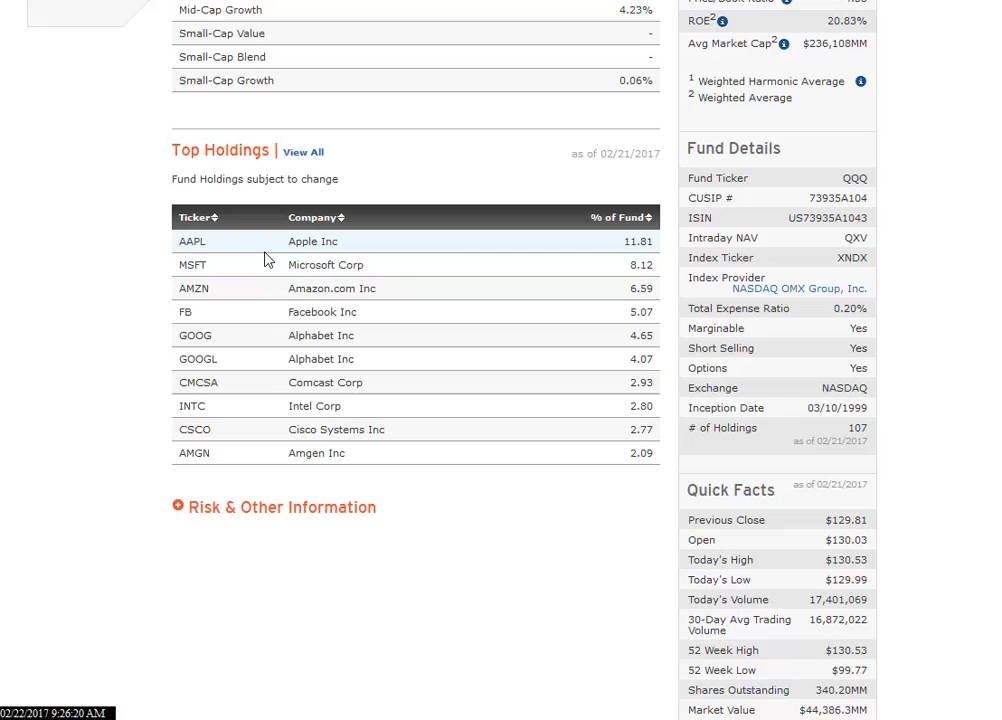 Mid-Cap Growth 4.23%
Small-Cap Value -
Small-Cap Blend -
Small-Cap Growth 0.06%
Top Holdings | View All as of 02/21/2017
Fund Holdings subject to change
Ticker Company % of Fund
AAPL Apple Inc 11.81
MSFT Microsoft Corp 8.12
AMZN Amazon.com Inc 6.59
FB Facebook Inc 5.07
GOOG Alphabet Inc 4.65
GOOGL Alphabet Inc 4.07
CMCSA Comcast Corp 2.93
INTC Intel Corp 2.80
CSCO Cisco Systems Inc 2.77
AMGN Amgen Inc 2.09
Risk & Other Information
ROE2 20.83%
Avg Market Cap2 $236,108MM
1 Weighted Harmonic Average
2 Weighted Average
Fund Details
Fund Ticker QQQ
CUSIP # 73935A104
ISIN US73935A1043
Intraday NAV QXV
Index Ticker XNDX
Index Provider
NASDAQ OMX Group, Inc.
Total Expense Ratio 0.20%
Marginable Yes
Short Selling Yes
Options Yes
Exchange NASDAQ
Inception Date 03/10/1999
# of Holdings 107
as of 02/21/2017
Quick Facts as of 02/21/2017
Previous Close $129.81
Open $130.03
Today's High $130.53
Today's Low $129.99
Today's Volume 17,401,069
30-Day Avg Trading 16,872,022
Volume
52 Week High $130.53
52 Week Low $99.77
Shares Outstanding 340.20MM
Market Value $44,386.3MM
02/22/2017 9:26:20 AM